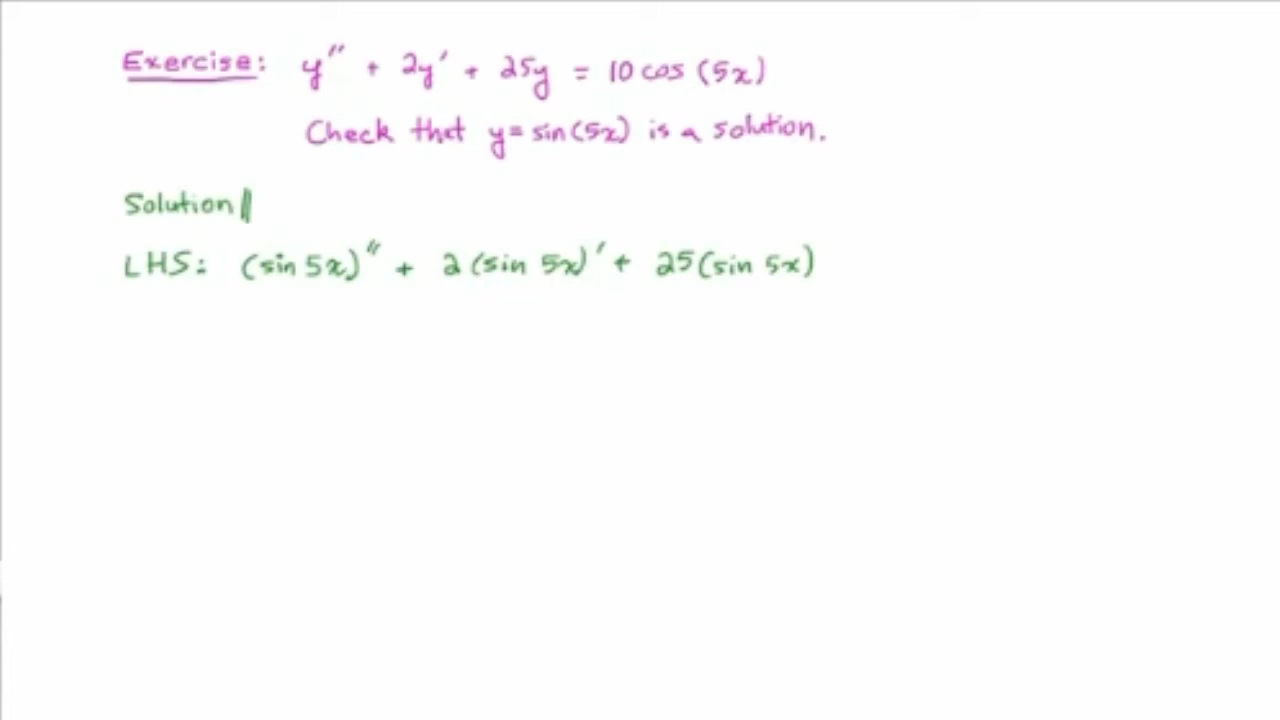 Exercise: y″ + 2y′ + 25y = 10 cos (5x)
Check that y = sin(5x) is a solution.
Solution
LHS: (sin 5x)″ + 2 (sin 5x)′ + 25 (sin 5x)